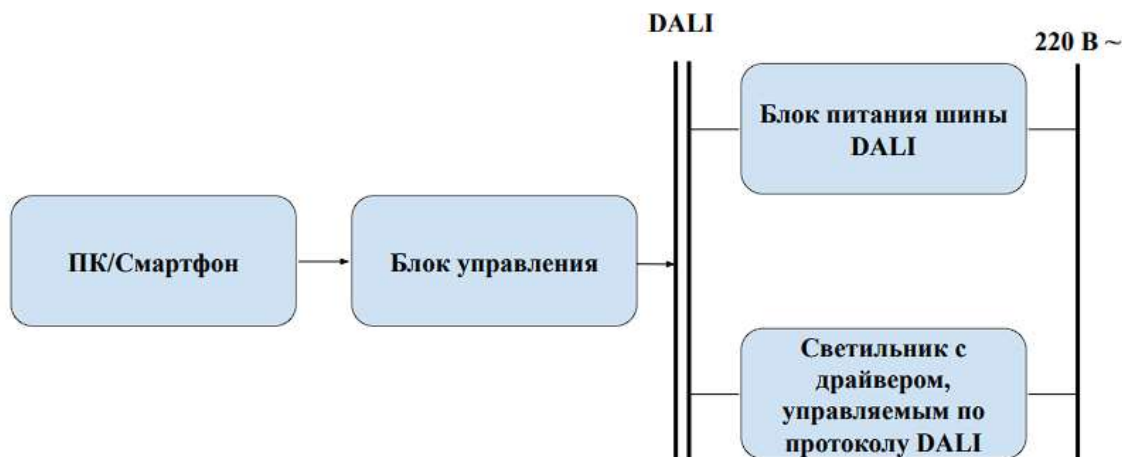 DALI
220 В ~
Блок питания шины
DALI
ПК/Смартфон
Блок управления
Светильник с
драйвером,
управляемым по
протоколу DALI